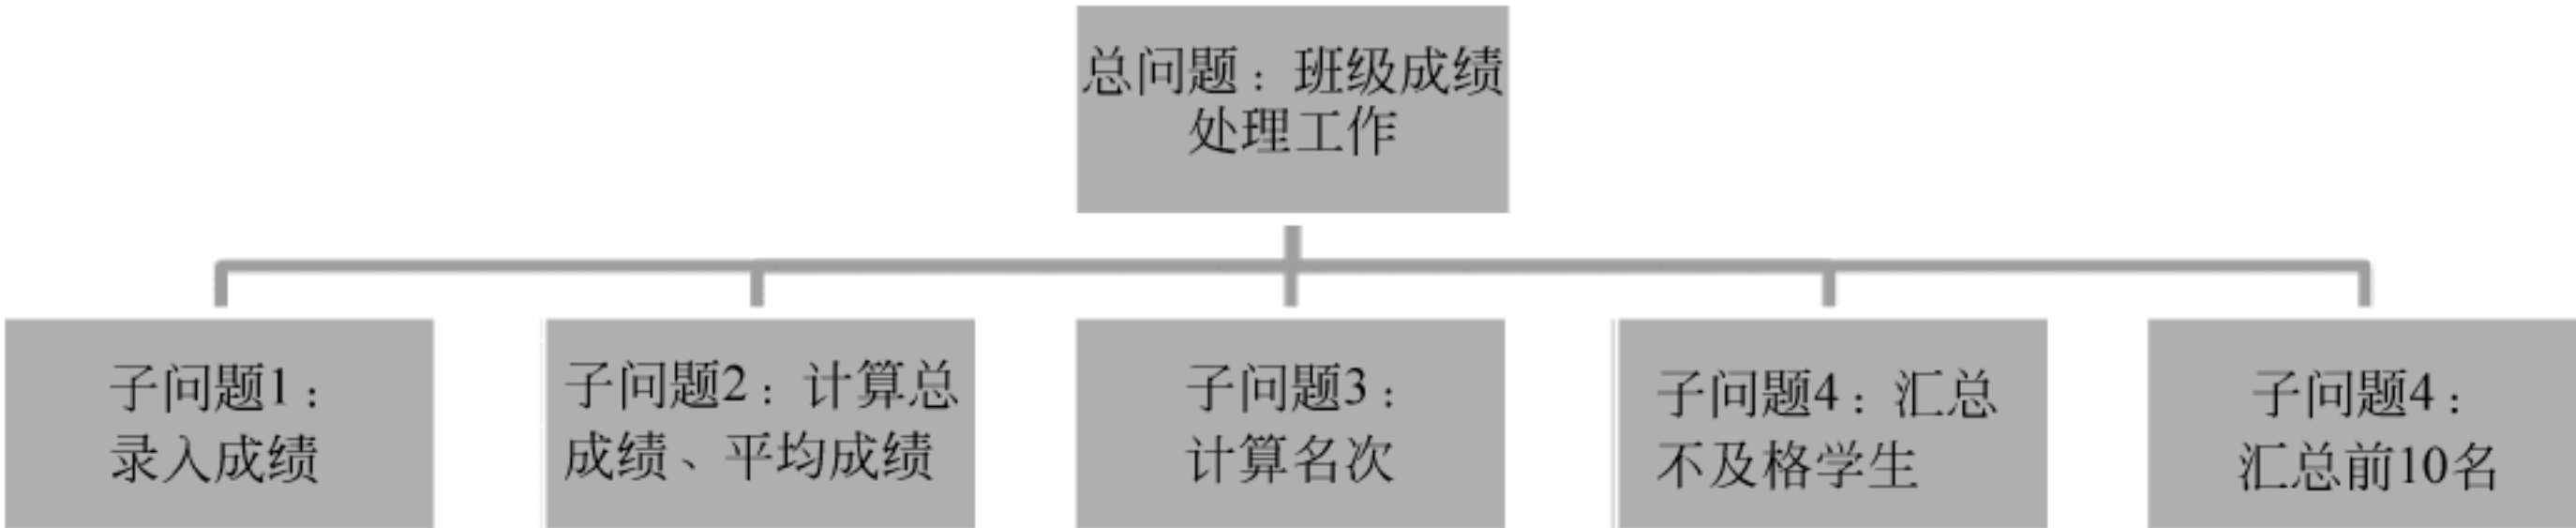 总问题：班级成绩
处理工作
子问题1：
录入成绩
子问题2：计算总
成绩、平均成绩
子问题3：
计算名次
子问题4：汇总
不及格学生
子问题4：
汇总前10名